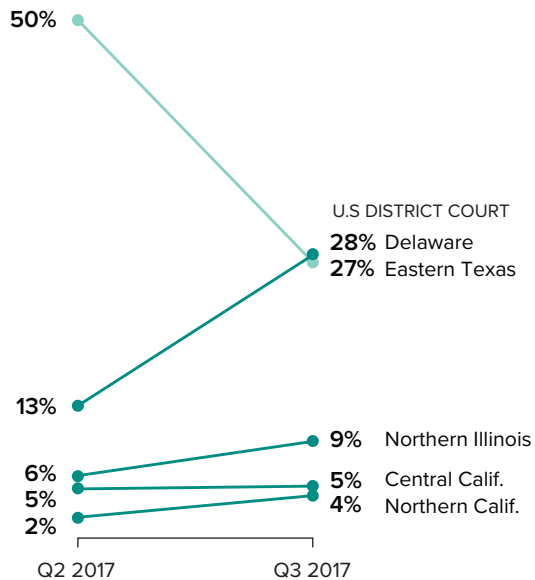 50%
U.S DISTRICT COURT
28% Delaware
27% Eastern Texas
13%
9% Northern Illinois
6%
5% Central Calif.
5%
4% Northern Calif.
2%
Q2 2017 Q3 2017